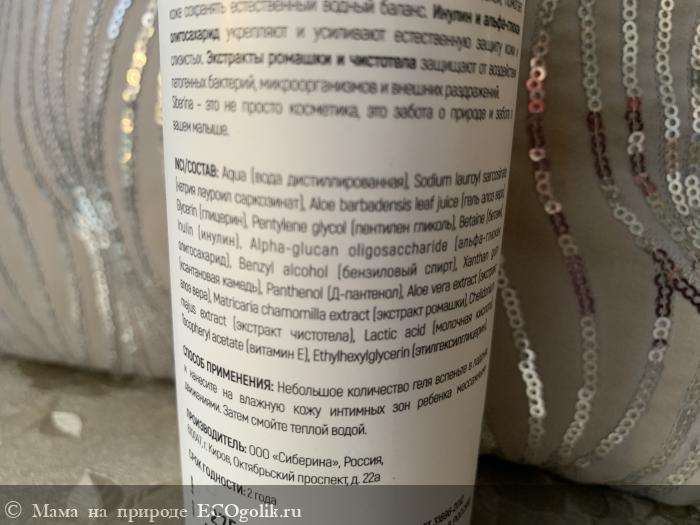 коже сохранять естественный водный баланс. Инулин и альфа-глюка
олигосахарид укрепляют и усиливают естественную защиту кожи и
слизистых. Экстракты ромашки и чистотела защищают от воздействия
патогенных бактерий, микроорганизмов и внешних раздражений.
Siberina - это не просто косметика, это забота о природе и забота о
вашем малыше.
INCI/СОСТАВ: Aqua (вода дистиллированная), Sodium lauroyl sarcosinate
(натрия лауроил саркозинат), Aloe barbadensis leaf juice (гель алоэ вера),
Glycerin (глицерин), Pentylene glycol (пентилен гликоль), Betaine (бетаин),
hulin (инулин), Alpha-glucan oligosaccharide (альфа-глюкан
олигосахарид), Benzyl alcohol (бензиловый спирт), Xanthan gum
(ксантановая камедь), Panthenol (Д-пантенол), Aloe vera extract (экстракт
алоэ вера), Matricaria chamomilla extract (экстракт ромашки), Chelidonium
majus extract (экстракт чистотела), Lactic acid (молочная кислота),
Tocopheryl acetate (витамин Е), Ethylhexylglycerin (этилгексилглицерин)
СПОСОБ ПРИМЕНЕНИЯ: Небольшое количество геля вспеньте в ладони
и нанесите на влажную кожу интимных зон ребенка массажными
движениями. Затем смойте теплой водой.
ПРОИЗВОДИТЕЛЬ: ООО «Сиберина», Россия,
610047, г. Киров, Октябрьский проспект, д. 22а
СРОК ГОДНОСТИ: 2 года
© Мама на природе ECOgolik.ru